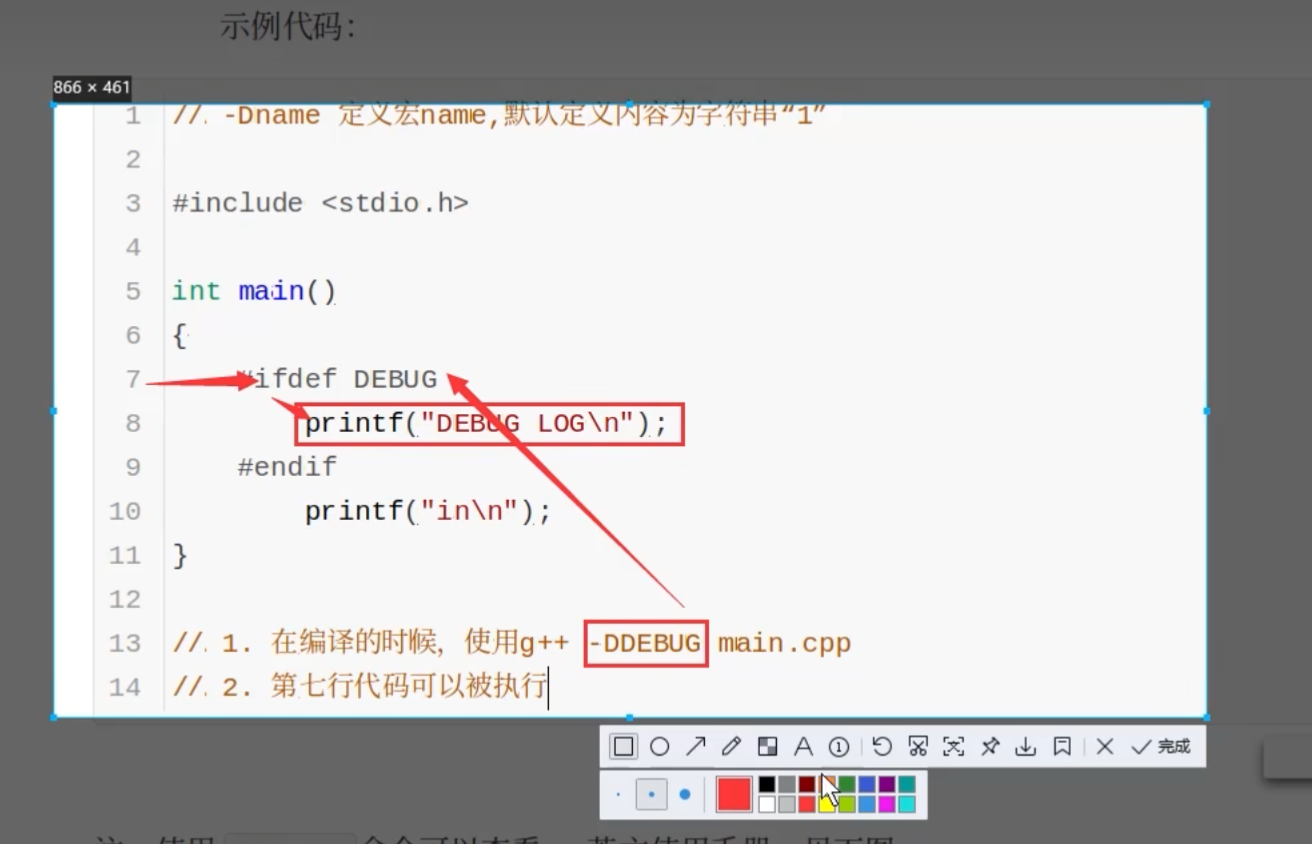 示例代码：
866 × 461
1 // -Dname 定义宏name,默认定义内容为字符串“1”
2
3 #include <stdio.h>
4
5 int main()
6 {
7 #ifdef DEBUG
8 printf("DEBUG LOG\n");
9 #endif
10 printf("in\n");
11 }
12
13 // 1. 在编译的时候, 使用g++ -DDEBUG main.cpp
14 // 2. 第七行代码可以被执行
完成